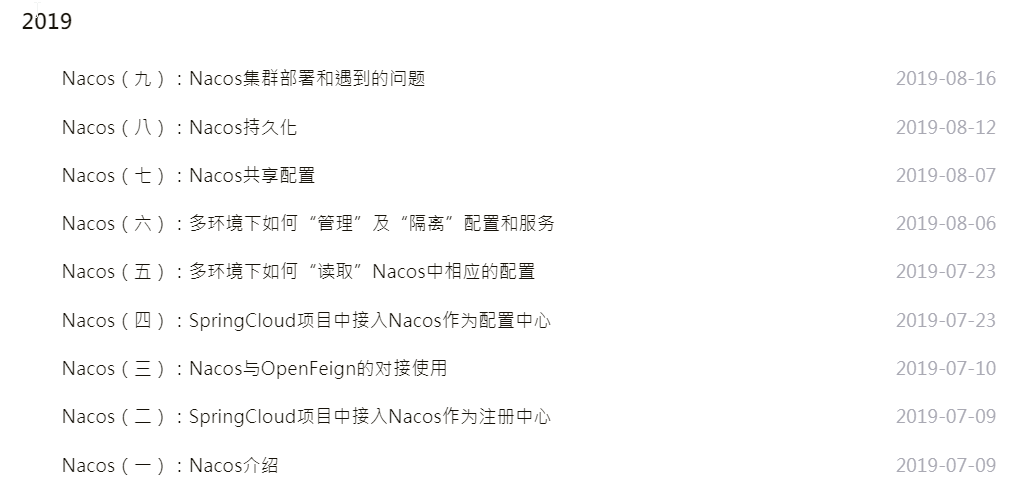 2019
Nacos（九）：Nacos集群部署和遇到的问题 2019-08-16
Nacos（八）：Nacos持久化 2019-08-12
Nacos（七）：Nacos共享配置 2019-08-07
Nacos（六）：多环境下如何“管理”及“隔离”配置和服务 2019-08-06
Nacos（五）：多环境下如何“读取”Nacos中相应的配置 2019-07-23
Nacos（四）：SpringCloud项目中接入Nacos作为配置中心 2019-07-23
Nacos（三）：Nacos与OpenFeign的对接使用 2019-07-10
Nacos（二）：SpringCloud项目中接入Nacos作为注册中心 2019-07-09
Nacos（一）：Nacos介绍 2019-07-09